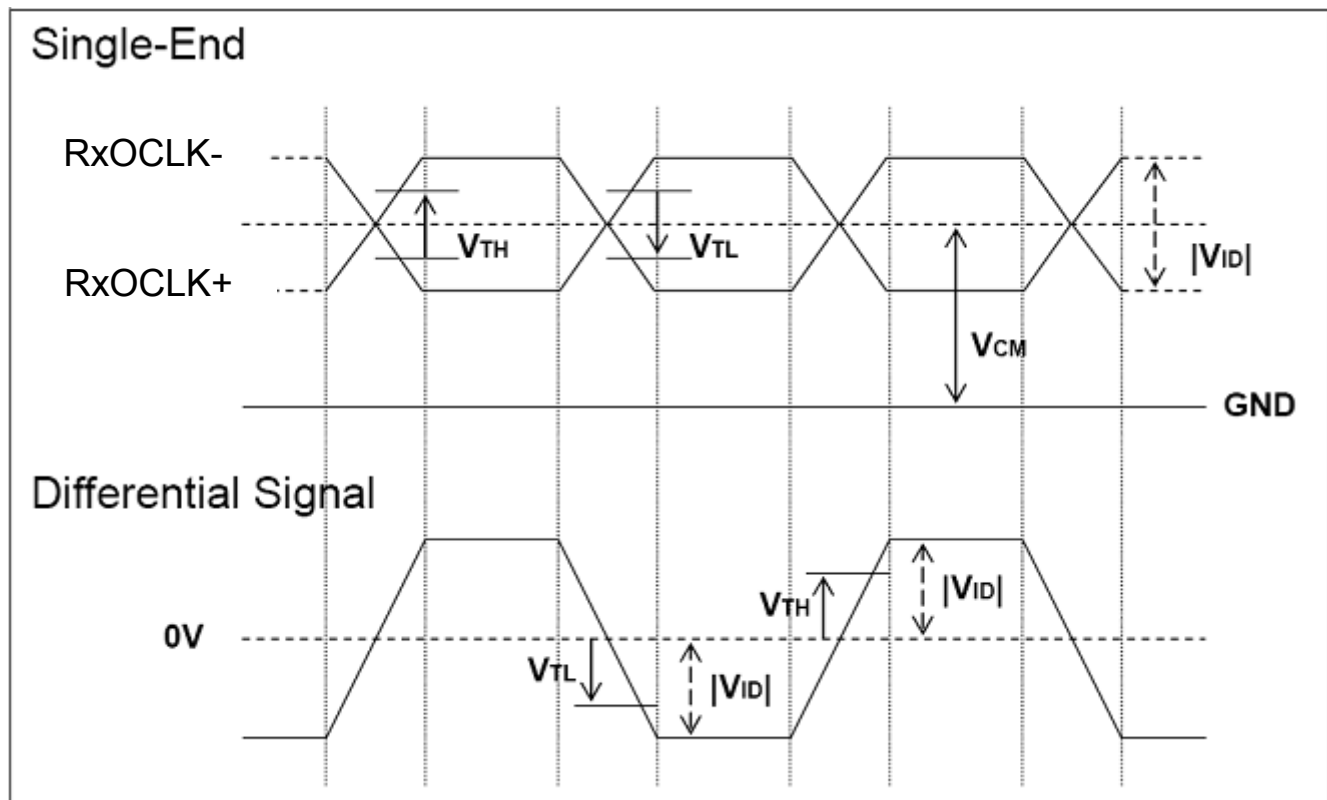 Single-End
RxOCLK-
VTH
VTL
|VID|
RxOCLK+
VCM
GND
Differential Signal
VTH
|VID|
0V
VTL
|VID|